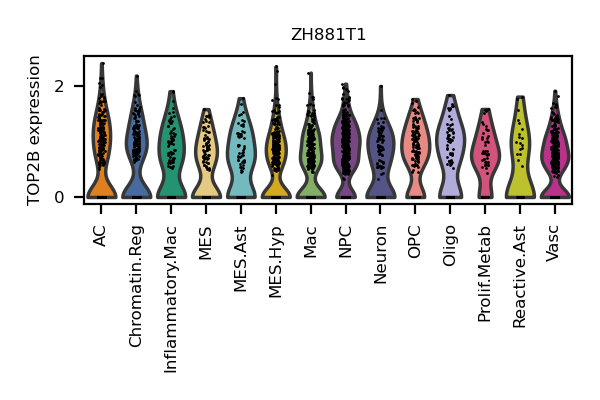 ZH881T1
TOP2B expression
2
0
AC
Chromatin.Reg
Inflammatory.Mac
MES
MES.Ast
MES.Hyp
Mac
NPC
Neuron
OPC
Oligo
Prolif.Metab
Reactive.Ast
Vasc